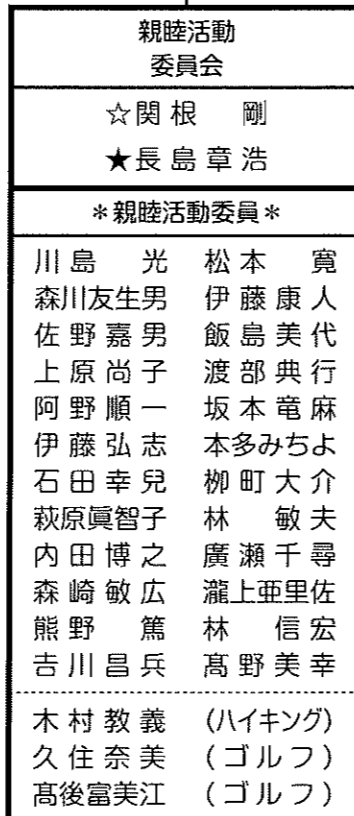 親睦活動
委員会
☆関根 剛
★長島章浩
＊親睦活動委員＊
川島 光 松本 寛
森川友生男 伊藤康人
佐野嘉男 飯島美代
上原尚子 渡部典行
阿野順一 坂本竜麻
伊藤弘志 本多みちよ
石田幸兒 栁町大介
萩原眞智子 林 敏夫
内田博之 廣瀬千尋
森崎敏広 瀧上亜里佐
熊野 篤 林 信宏
𠮷川昌兵 髙野美幸
木村教義 (ハイキング)
久住奈美 (ゴルフ)
髙後富美江 (ゴルフ)